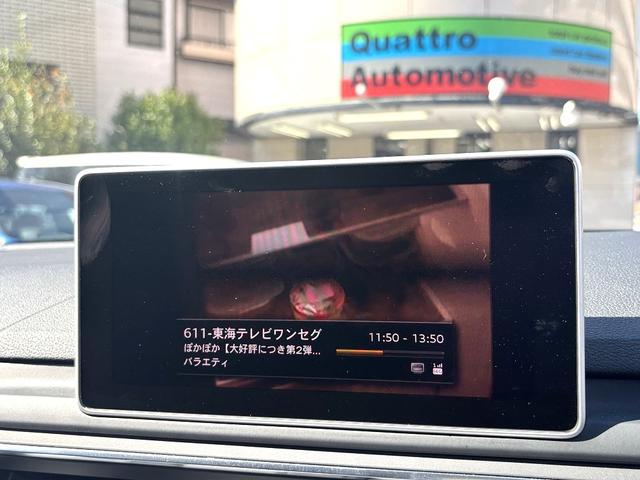 Quattro
Automotive
611-東海テレビワンセグ
11:50 - 13:50
ぽかぽか【大好評につき第2弾...
バラエティ